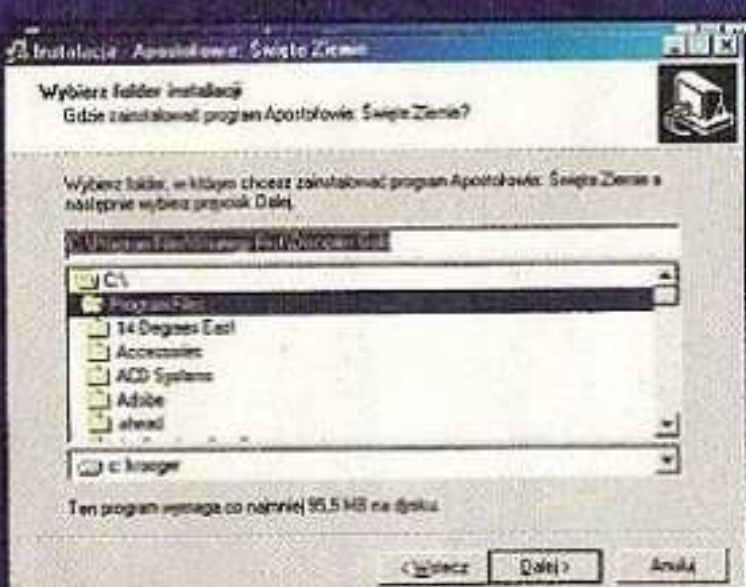 Instalacja - Apostołowie: Święte Ziemie
Wybierz folder instalacji
Gdzie zainstalować program Apostołowie: Święte Ziemie?
Wybierz folder, w którym chcesz zainstalować program Apostołowie: Święte Ziemie a
następnie wybierz przycisk Dalej.
C:\
Program Files
14 Degrees East
Accessories
ACD Systems
Adobe
ahead
c: kroeger
Ten program wymaga co najmniej 95,5 MB na dysku.
< Wstecz
Dalej >
Anuluj